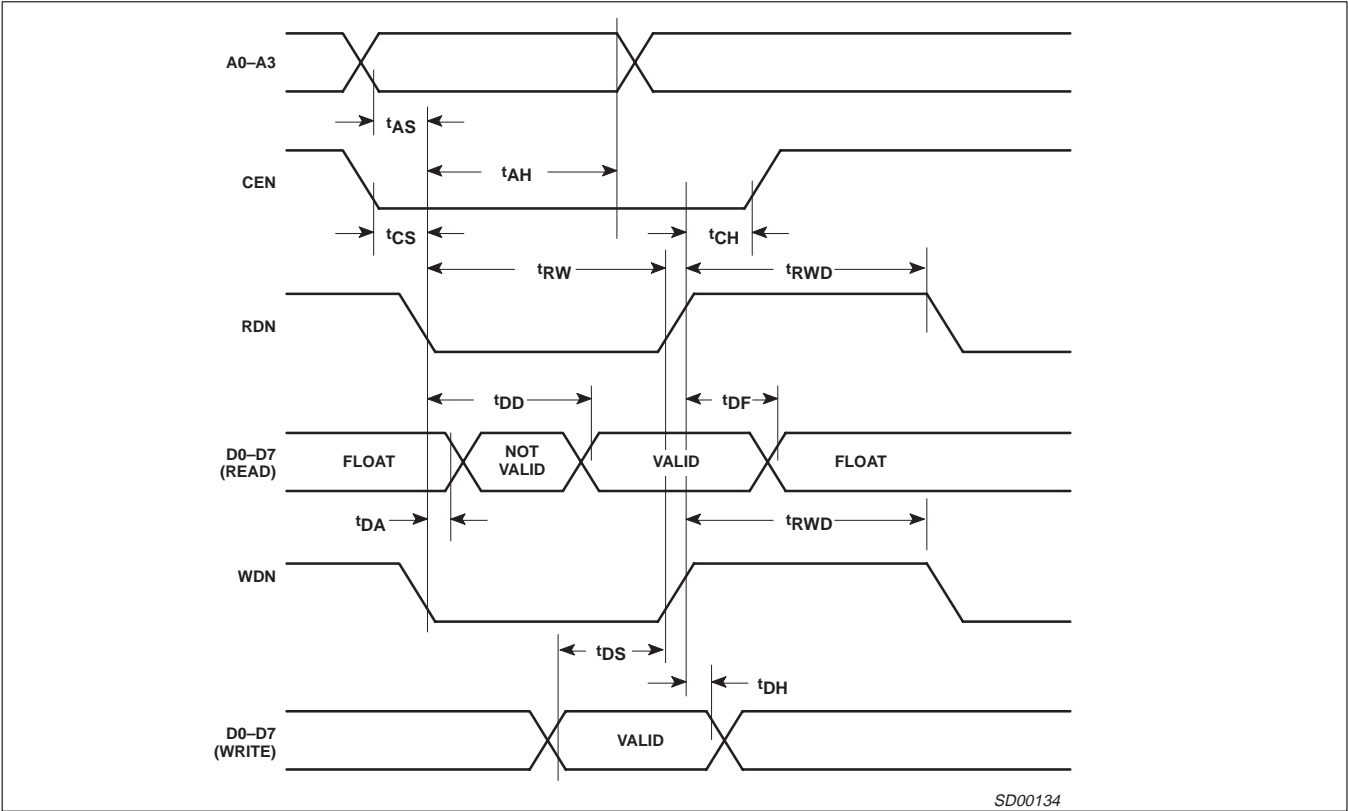 A0–A3
tAS
CEN
tAH
tCS
tCH
tRW
tRWD
RDN
tDD
tDF
D0–D7
(READ)
FLOAT
NOT
VALID
VALID
FLOAT
tDA
tRWD
WDN
tDS
tDH
D0–D7
(WRITE)
VALID
SD00134